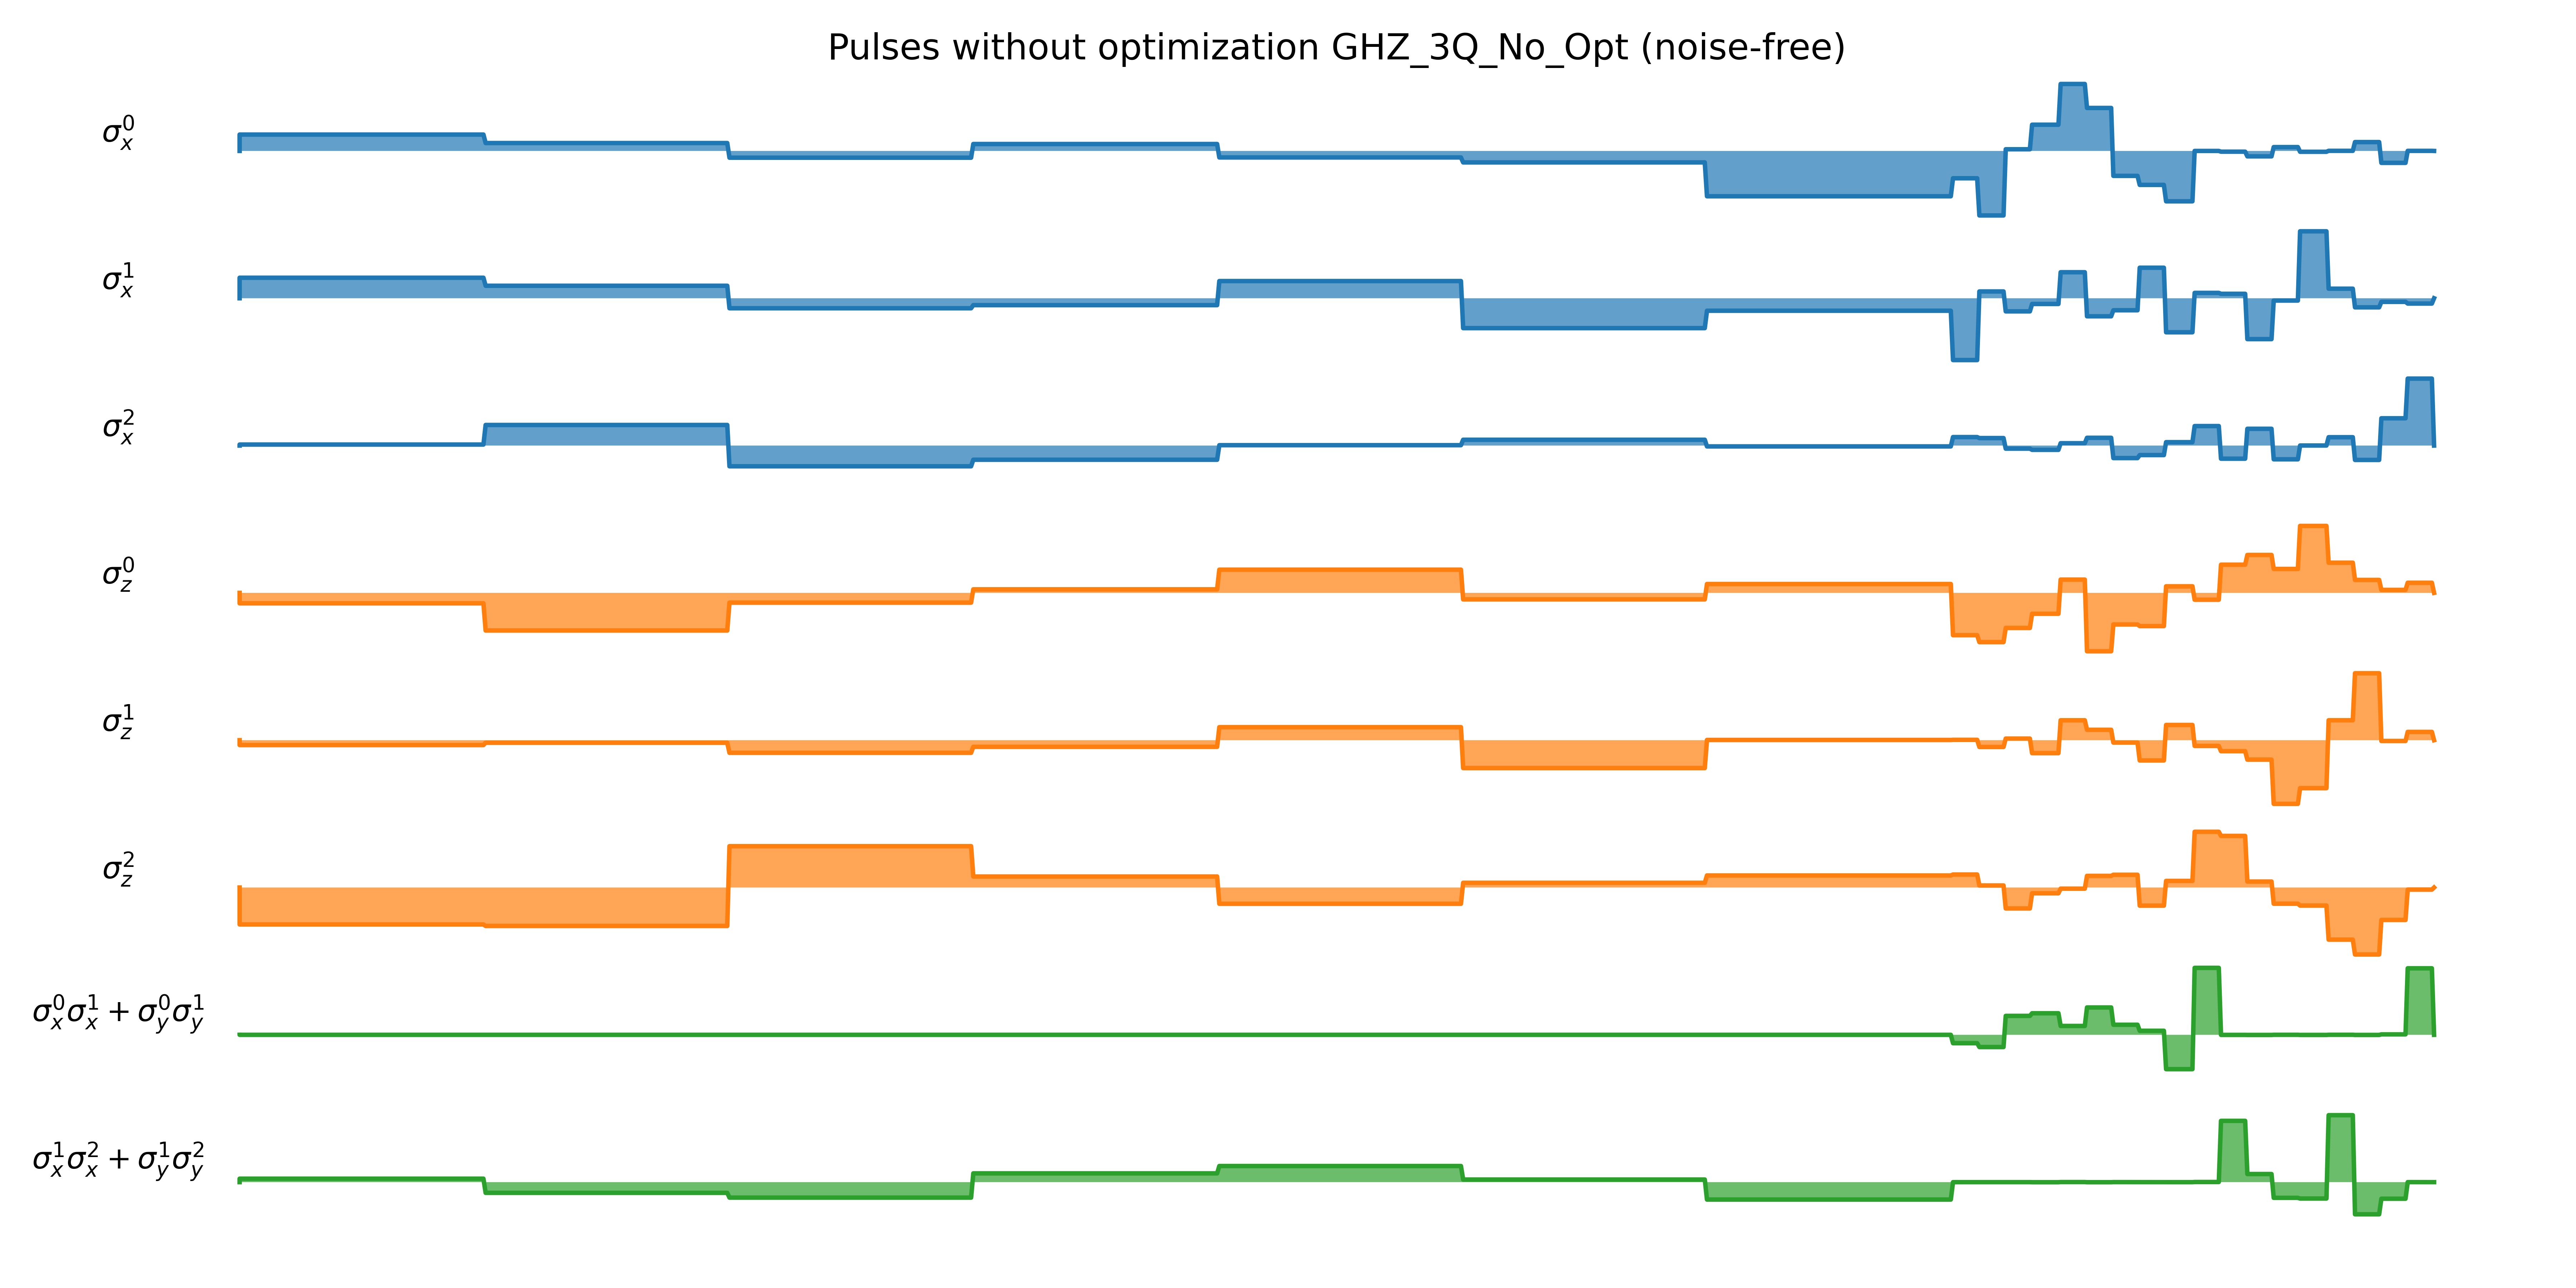 Pulses without optimization GHZ_3Q_No_Opt (noise-free)
σ_x^0
σ_x^1
σ_x^2
σ_z^0
σ_z^1
σ_z^2
σ_x^0σ_x^1 + σ_y^0σ_y^1
σ_x^1σ_x^2 + σ_y^1σ_y^2